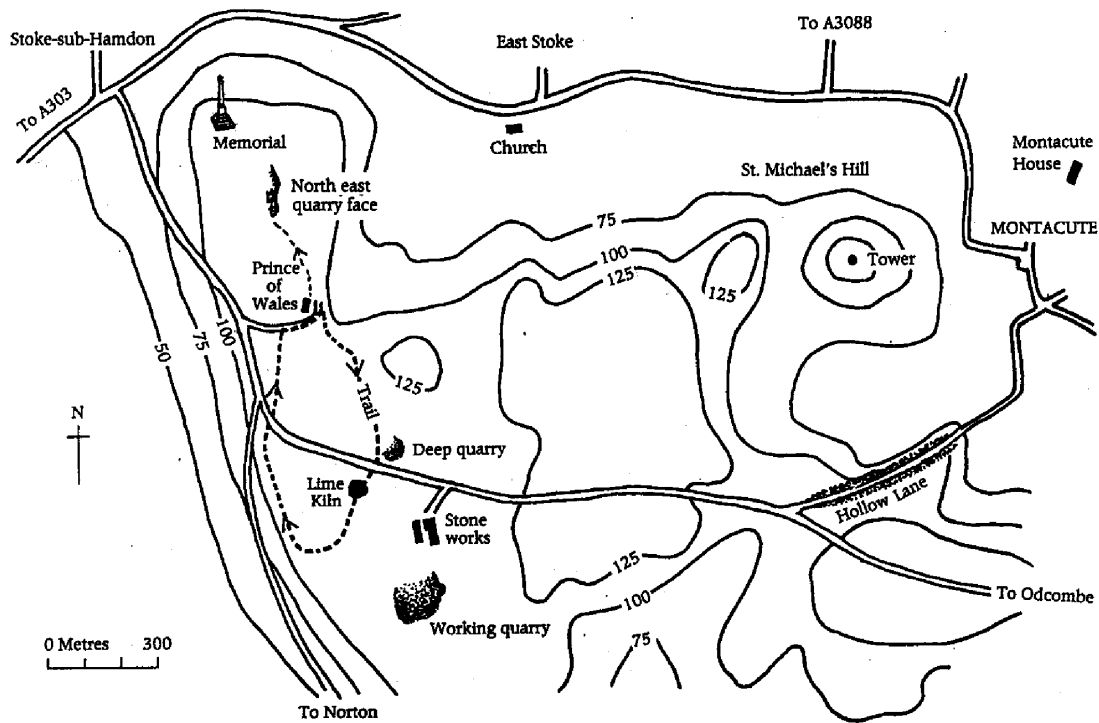 Stoke-sub-Hamdon
To A303
East Stoke
To A3088
Memorial
Church
Montacute
House
St. Michael's Hill
North east
quarry face
MONTACUTE
75
100
125
Tower
125
Prince
of
Wales
50
75
100
125
Trail
N
Deep quarry
Lime
Kiln
Stone
works
Hollow Lane
125
100
75
To Odcombe
Working quarry
0 Metres 300
To Norton